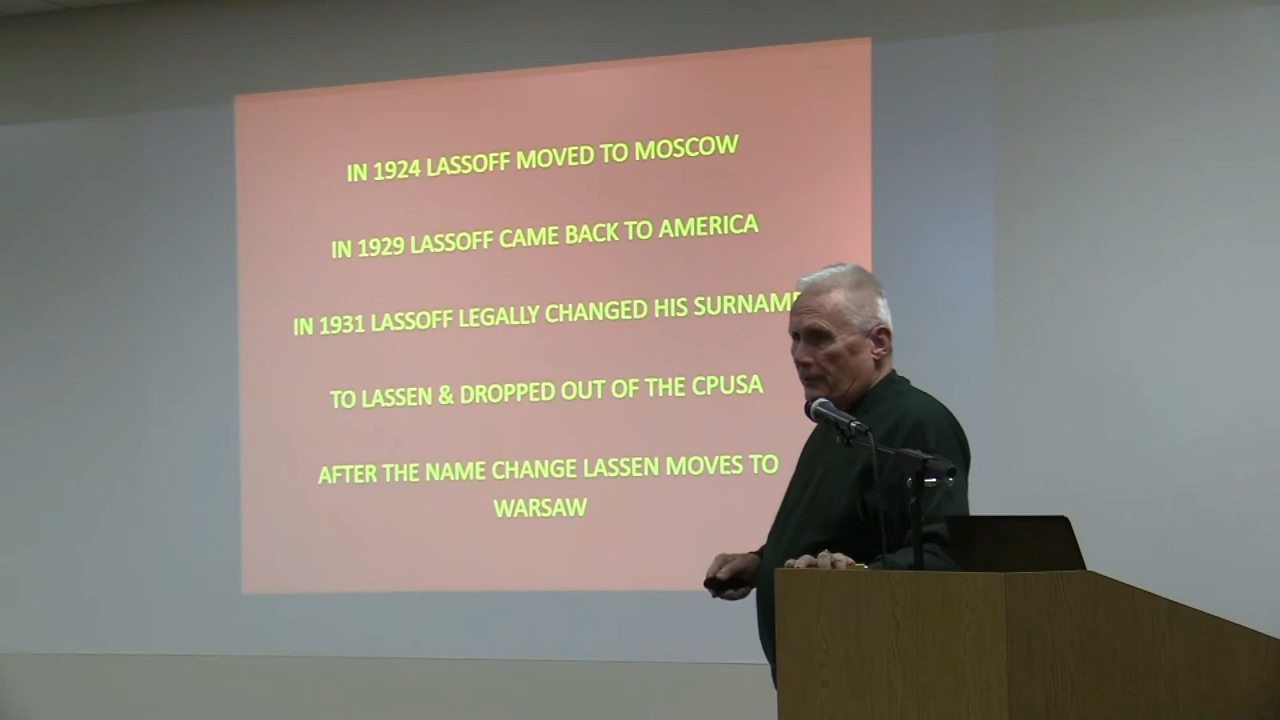 IN 1924 LASSOFF MOVED TO MOSCOW
IN 1929 LASSOFF CAME BACK TO AMERICA
IN 1931 LASSOFF LEGALLY CHANGED HIS SURNAME
TO LASSEN & DROPPED OUT OF THE CPUSA
AFTER THE NAME CHANGE LASSEN MOVES TO
WARSAW